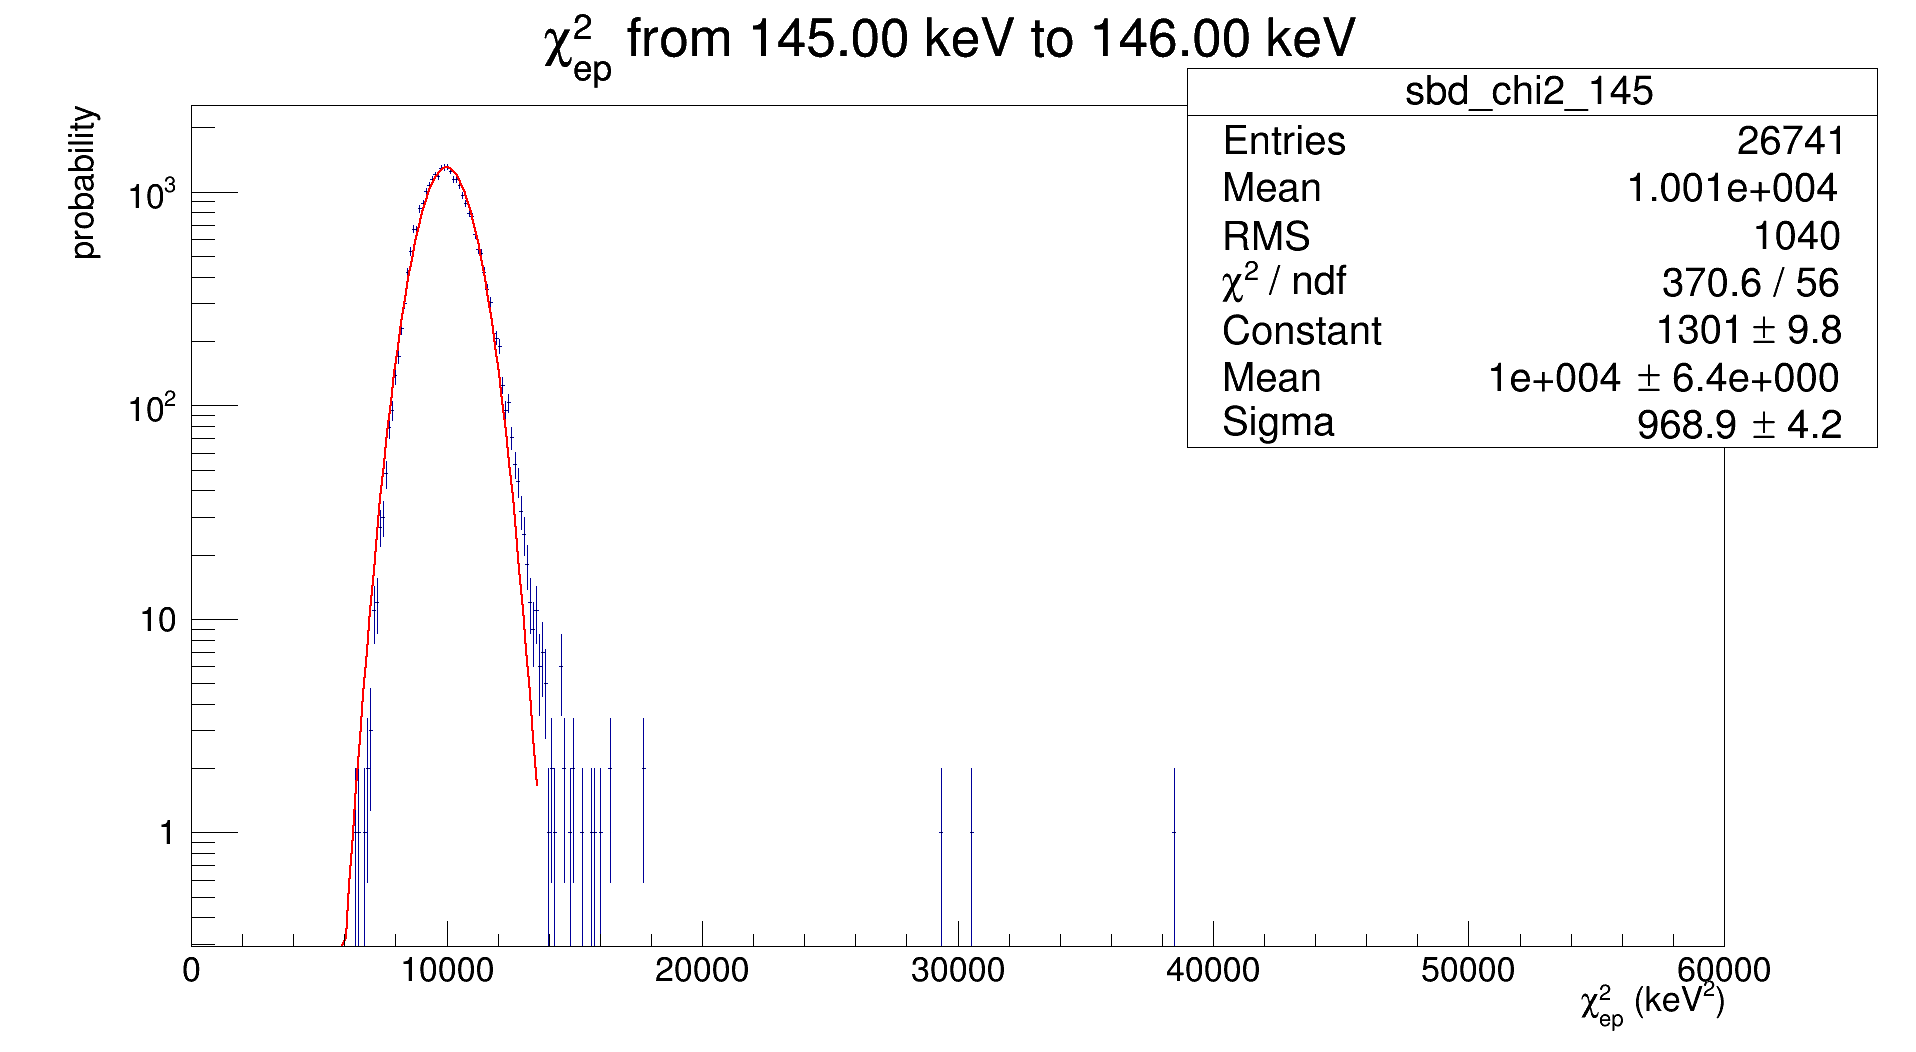 χ²ep from 145.00 keV to 146.00 keV
sbd_chi2_145
Entries 26741
Mean 1.001e+004
RMS 1040
χ² / ndf 370.6 / 56
Constant 1301 ± 9.8
Mean 1e+004 ± 6.4e+000
Sigma 968.9 ± 4.2
probability
10³
10²
10
1
0 10000 20000 30000 40000 50000 60000
χ²ep (keV²)